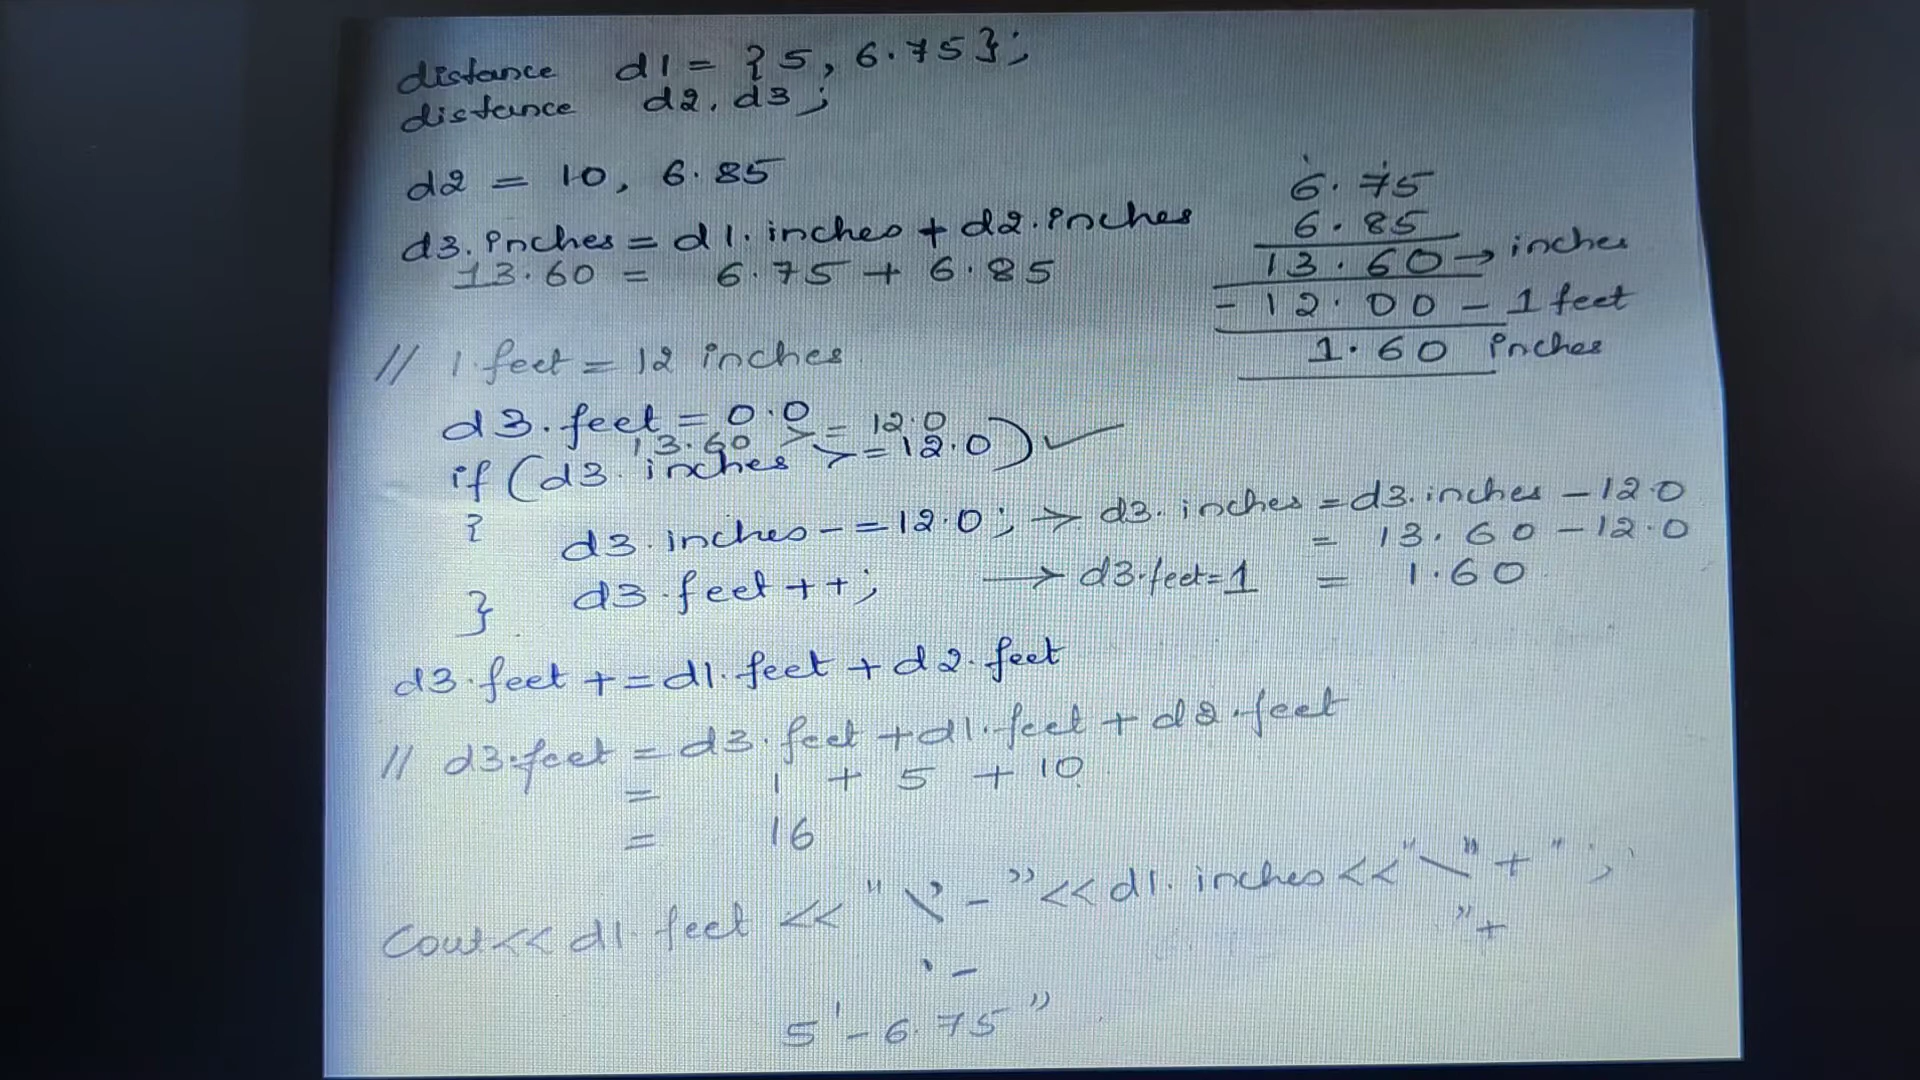 distance d1 = {5, 6.75};
distance d2, d3;
d2 = 10, 6.85
d3.inches = d1.inches + d2.inches
13.60 = 6.75 + 6.85
6.75
6.85
13.60 → inches
- 12.00 - 1 feet
1.60 inches
// 1 feet = 12 inches
d3.feet = 0.0
13.60 >= 12.0
if (d3.inches >= 12.0) ✓
{
d3.inches -= 12.0; → d3.inches = d3.inches - 12.0
= 13.60 - 12.0
d3.feet ++; → d3.feet = 1 = 1.60
}
d3.feet += d1.feet + d2.feet
// d3.feet = d3.feet + d1.feet + d2.feet
= 1 + 5 + 10
= 16
Cout << d1.feet << "\'-" << d1.inches << "\"+";
"+
'-
5'-6.75"